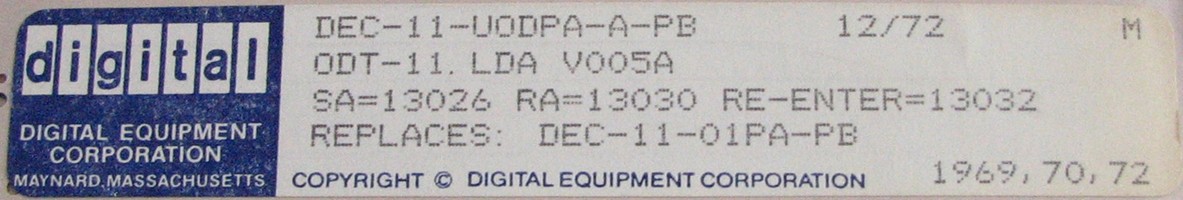 digital
DIGITAL EQUIPMENT
CORPORATION
MAYNARD, MASSACHUSETTS
DEC-11-UODPA-A-PB 12/72 M
ODT-11. LDA V005A
SA=13026 RA=13030 RE-ENTER=13032
REPLACES: DEC-11-01PA-PB
COPYRIGHT © DIGITAL EQUIPMENT CORPORATION 1969,70,72